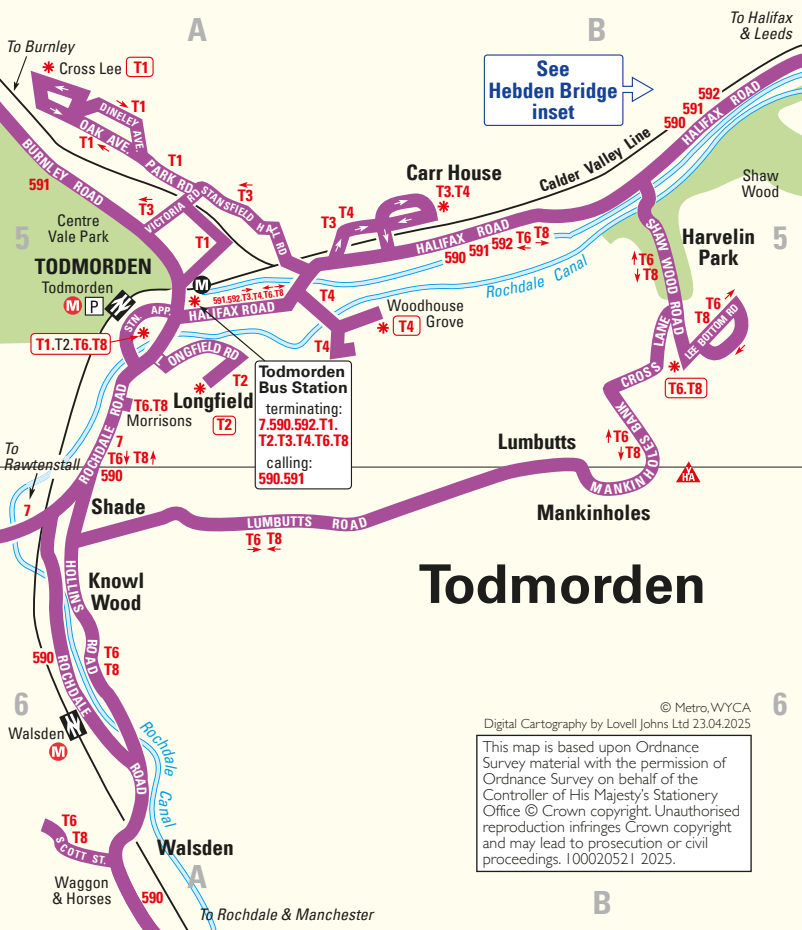 A
B
To Halifax
& Leeds
To Burnley
Cross Lee T1
See
Hebden Bridge
inset
T1
DINELEY AVE.
OAK AVE.
T1
592
591
590
HALIFAX ROAD
Calder Valley Line
BURNLEY ROAD
591
T1
PARK RD.
T3
STANSFIELD HALL RD
Carr House
T3.T4
Shaw
Wood
T3
VICTORIA RD
T4
T3
Centre
Vale Park
T1
HALIFAX ROAD
590 591 592 T6 T8
SHAW WOOD ROAD
Harvelin
Park
5
5
TODMORDEN
Todmorden
M P
M
T6
T8
Rochdale Canal
591.592.T3.T4.T6.T8
HALIFAX ROAD
T4
Woodhouse
Grove
T4
T6
T8
STN. APP.
LEE BOTTOM RD
T1.T2.T6.T8
T4
LONGFIELD RD
T2
Todmorden
Bus Station
terminating:
7.590.592.T1.
T2.T3.T4.T6.T8
calling:
590.591
CROSS LANE
T6.T8
T6.T8
Morrisons
Longfield
T2
ROCHDALE ROAD
7
T6 T8
590
To
Rawtenstall
7
Lumbutts
T6
T8
MANKINHOLES BANK
YHA
Mankinholes
Shade
LUMBUTTS ROAD
T6 T8
Knowl
Wood
HOLLINS ROAD
Todmorden
590
T6
T8
ROCHDALE ROAD
6
6
Walsden
M
Rochdale Canal
© Metro, WYCA
Digital Cartography by Lovell Johns Ltd 23.04.2025
This map is based upon Ordnance
Survey material with the permission of
Ordnance Survey on behalf of the
Controller of His Majesty's Stationery
Office © Crown copyright. Unauthorised
reproduction infringes Crown copyright
and may lead to prosecution or civil
proceedings. 100020521 2025.
T6
T8
SCOTT ST.
Walsden
Waggon
& Horses
590
A
B
To Rochdale & Manchester